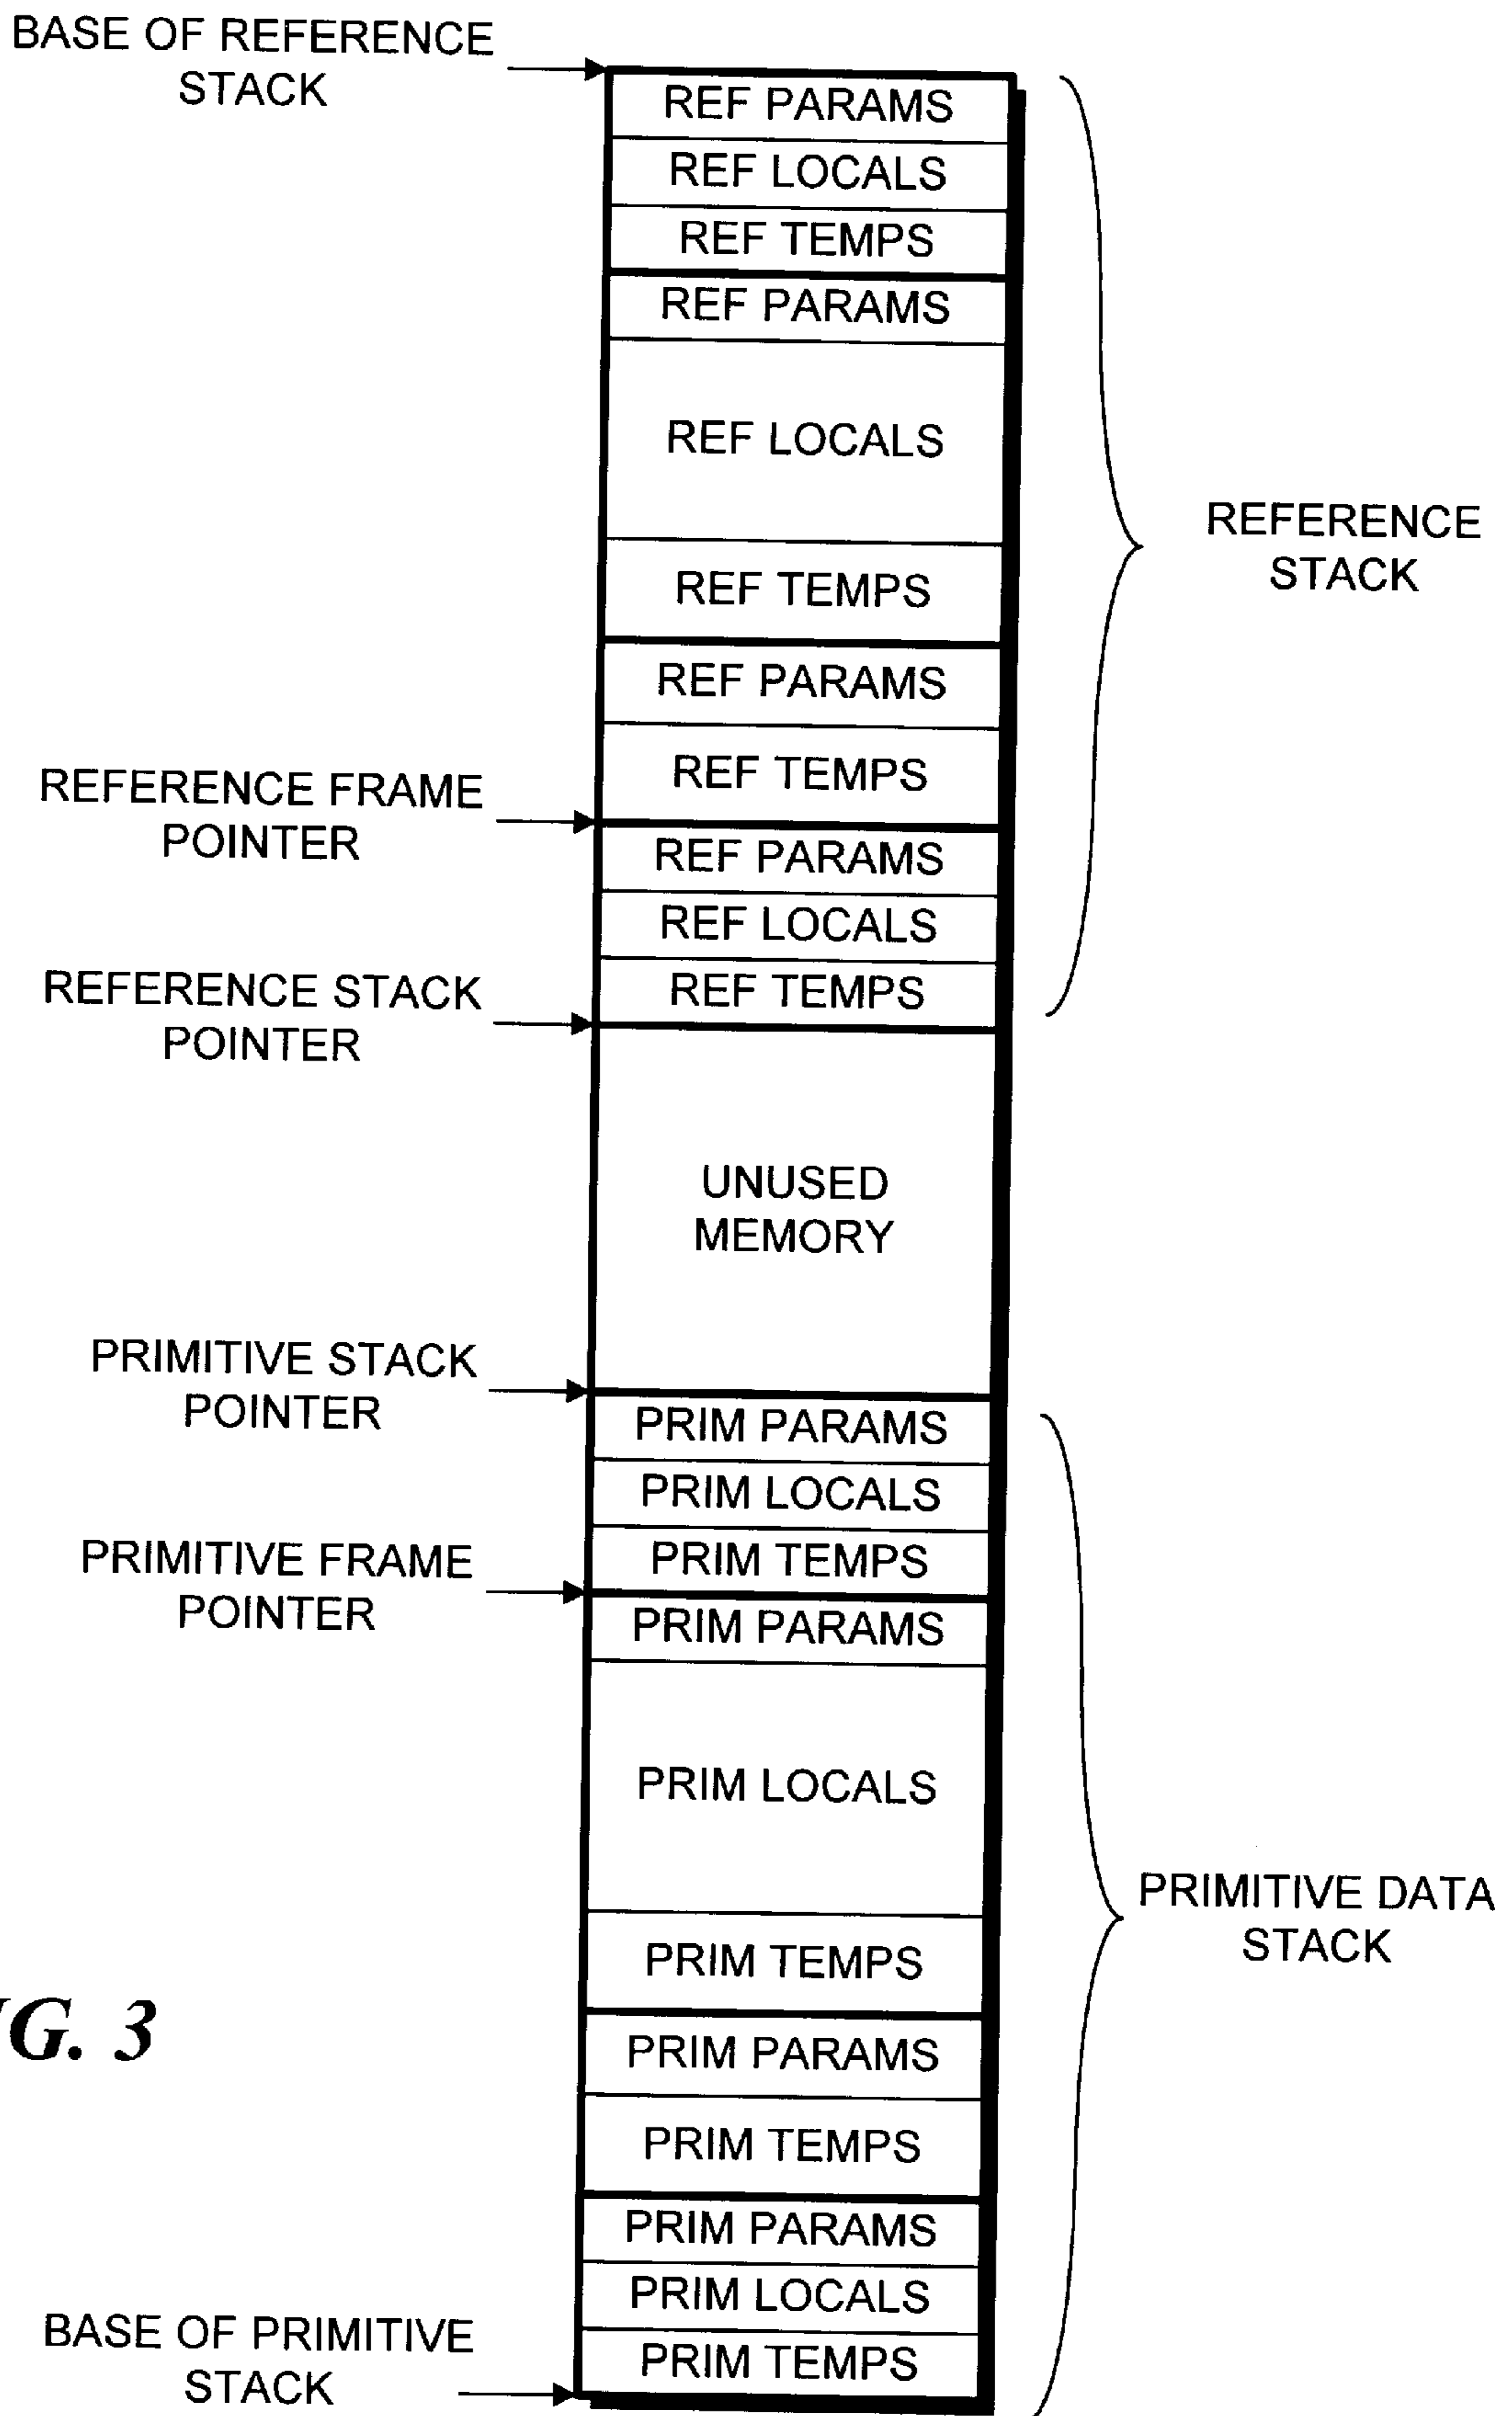 BASE OF REFERENCE
STACK
REF PARAMS
REF LOCALS
REF TEMPS
REF PARAMS
REF LOCALS
REF TEMPS
REFERENCE
STACK
REF PARAMS
REF TEMPS
REFERENCE FRAME
POINTER
REF PARAMS
REF LOCALS
REF TEMPS
REFERENCE STACK
POINTER
UNUSED
MEMORY
PRIMITIVE STACK
POINTER
PRIM PARAMS
PRIM LOCALS
PRIM TEMPS
PRIMITIVE FRAME
POINTER
PRIM PARAMS
PRIM LOCALS
PRIM TEMPS
PRIMITIVE DATA
STACK
G. 3
PRIM PARAMS
PRIM TEMPS
PRIM PARAMS
PRIM LOCALS
PRIM TEMPS
BASE OF PRIMITIVE
STACK